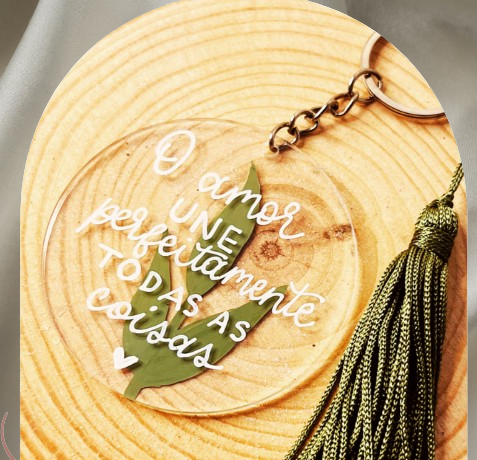 O amor
UNE
perfeitamente
TODAS AS
coisas